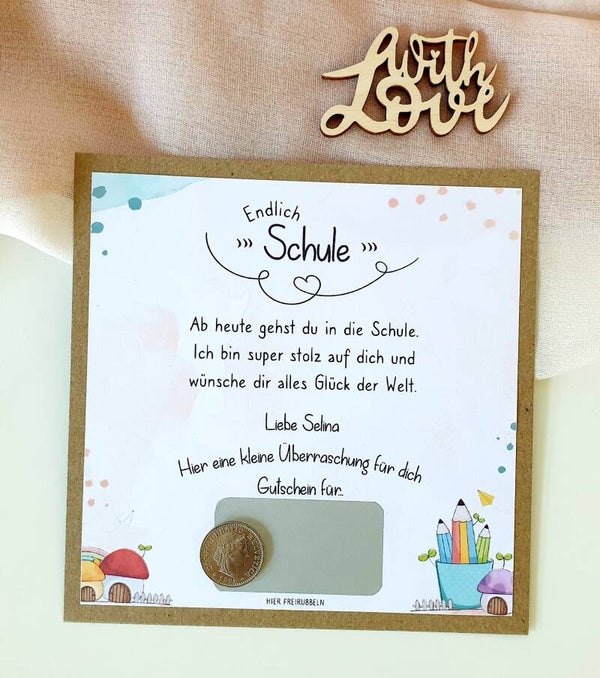 with
Love
Endlich
››› Schule ›››
Ab heute gehst du in die Schule.
Ich bin super stolz auf dich und
wünsche dir alles Glück der Welt.
Liebe Selina
Hier eine kleine Überraschung für dich
Gutschein für...
HIER FREIRUBBELN